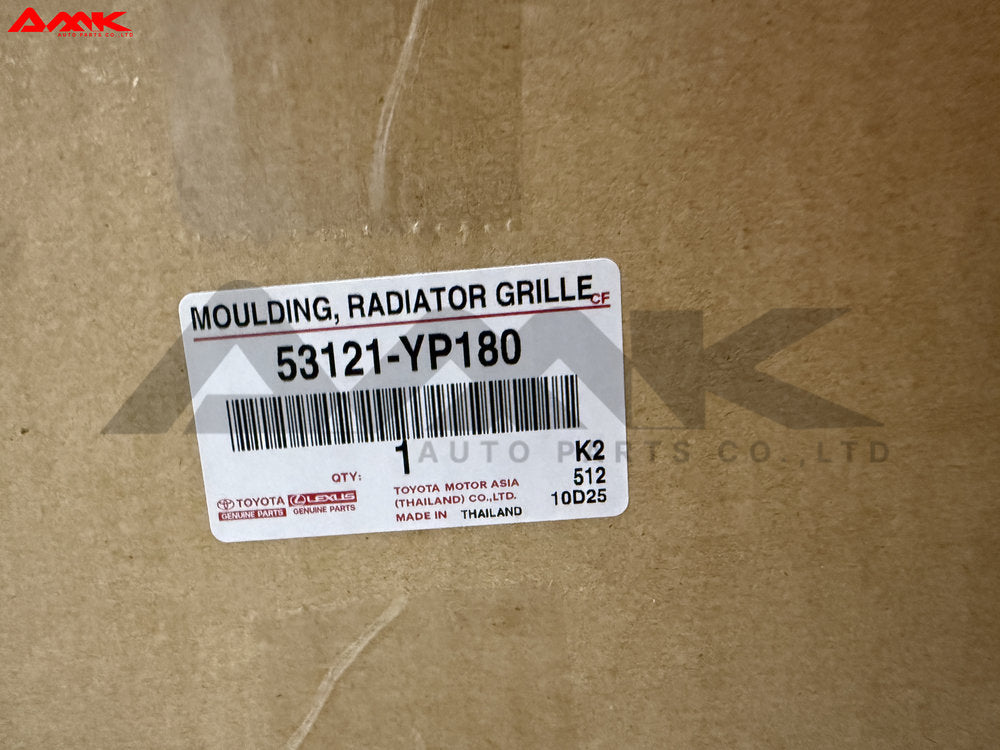 AMK
AUTO PARTS CO.,LTD
MOULDING, RADIATOR GRILLE
CF
53121-YP180
AMK
AUTO PARTS CO.,LTD
QTY: 1
K2
512
10D25
TOYOTA
GENUINE PARTS
LEXUS
GENUINE PARTS
TOYOTA MOTOR ASIA
(THAILAND) CO.,LTD.
MADE IN THAILAND